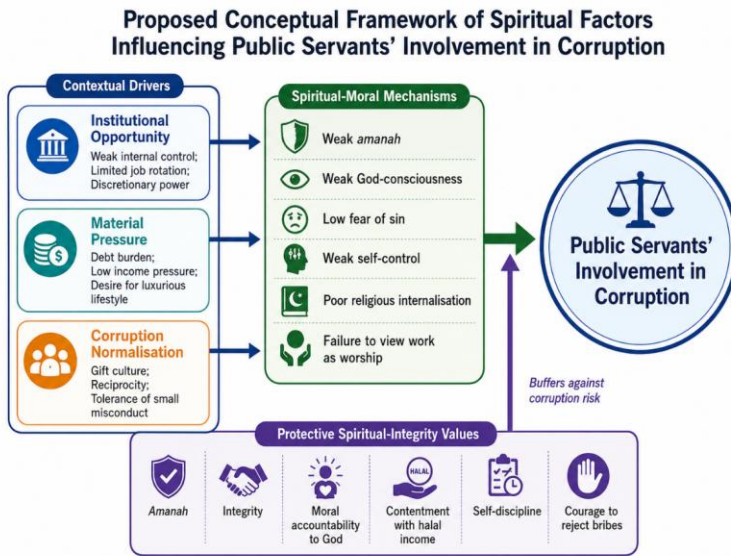 Proposed Conceptual Framework of Spiritual Factors
Influencing Public Servants' Involvement in Corruption
Contextual Drivers
Institutional
Opportunity
Weak internal control;
Limited job rotation;
Discretionary power
Material
Pressure
Debt burden;
Low income pressure;
Desire for luxurious
lifestyle
Corruption
Normalisation
Gift culture;
Reciprocity;
Tolerance of small
misconduct
Spiritual-Moral Mechanisms
Weak amanah
Weak God-consciousness
Low fear of sin
Weak self-control
Poor religious internalisation
Failure to view work
as worship
Public Servants'
Involvement in
Corruption
Buffers against
corruption risk
Protective Spiritual-Integrity Values
Amanah
Integrity
Moral
accountability
to God
HALAL
Contentment
with halal
income
Self-discipline
Courage to
reject bribes